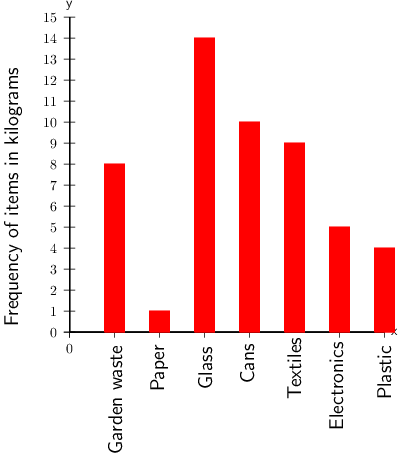 y
15
14
13
12
11
10
9
8
7
6
5
4
3
2
1
0
Frequency of items in kilograms
x
0
Garden waste
Paper
Glass
Cans
Textiles
Electronics
Plastic